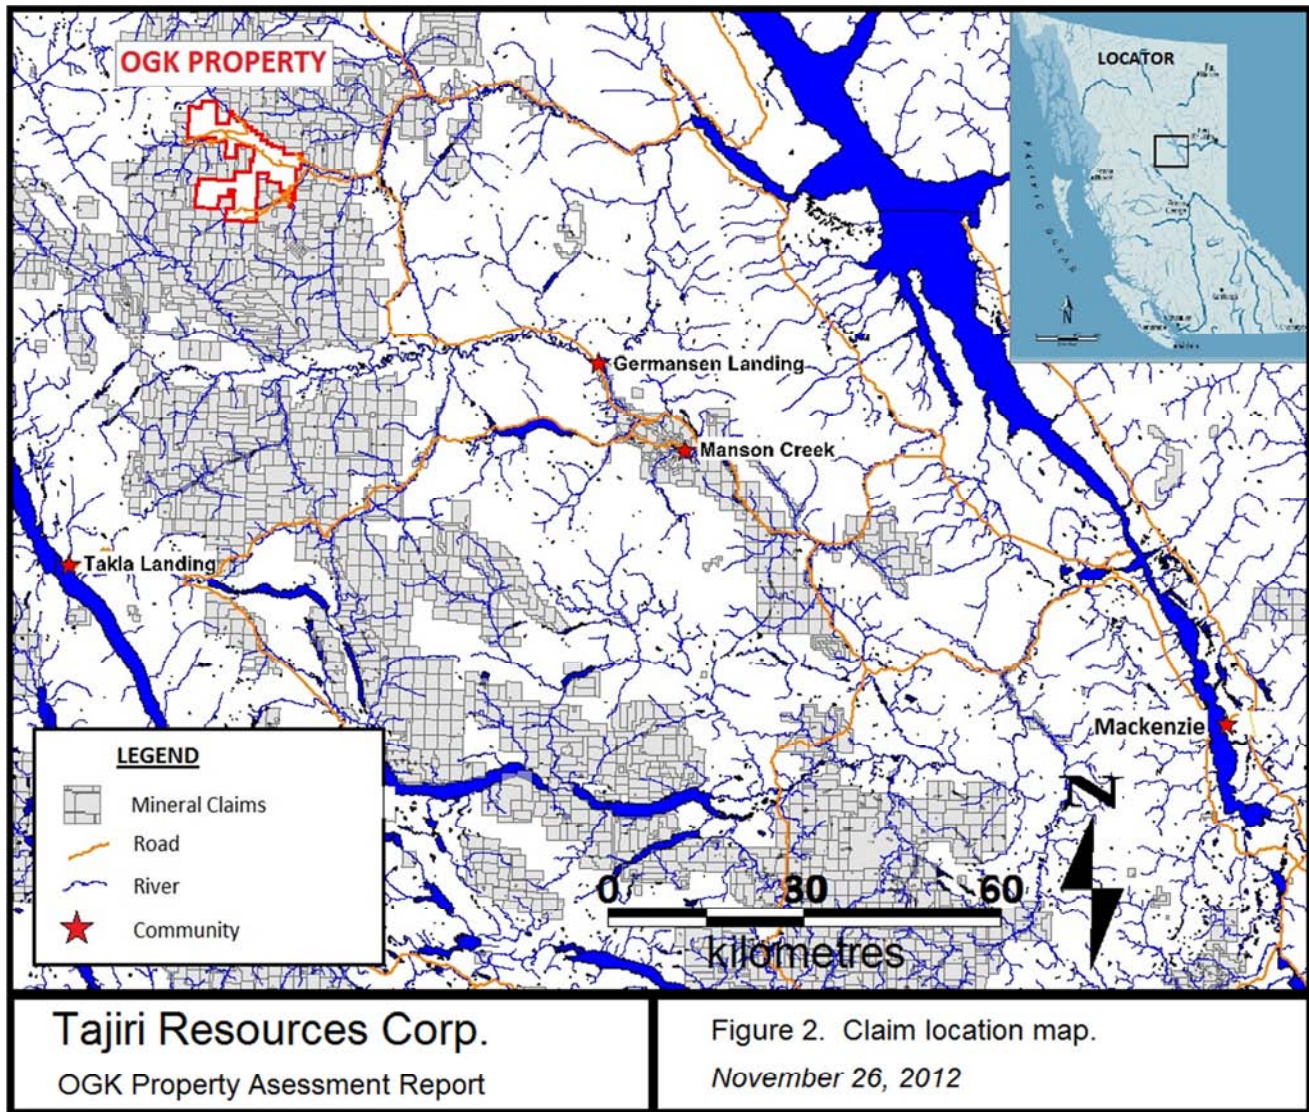 OGK PROPERTY
LOCATOR
PACIFIC OCEAN
N
Germansen Landing
Manson Creek
Takla Landing
Mackenzie
LEGEND
Mineral Claims
Road
River
Community
N
0 30 60
kilometres
Tajiri Resources Corp.
OGK Property Asessment Report
Figure 2. Claim location map.
November 26, 2012